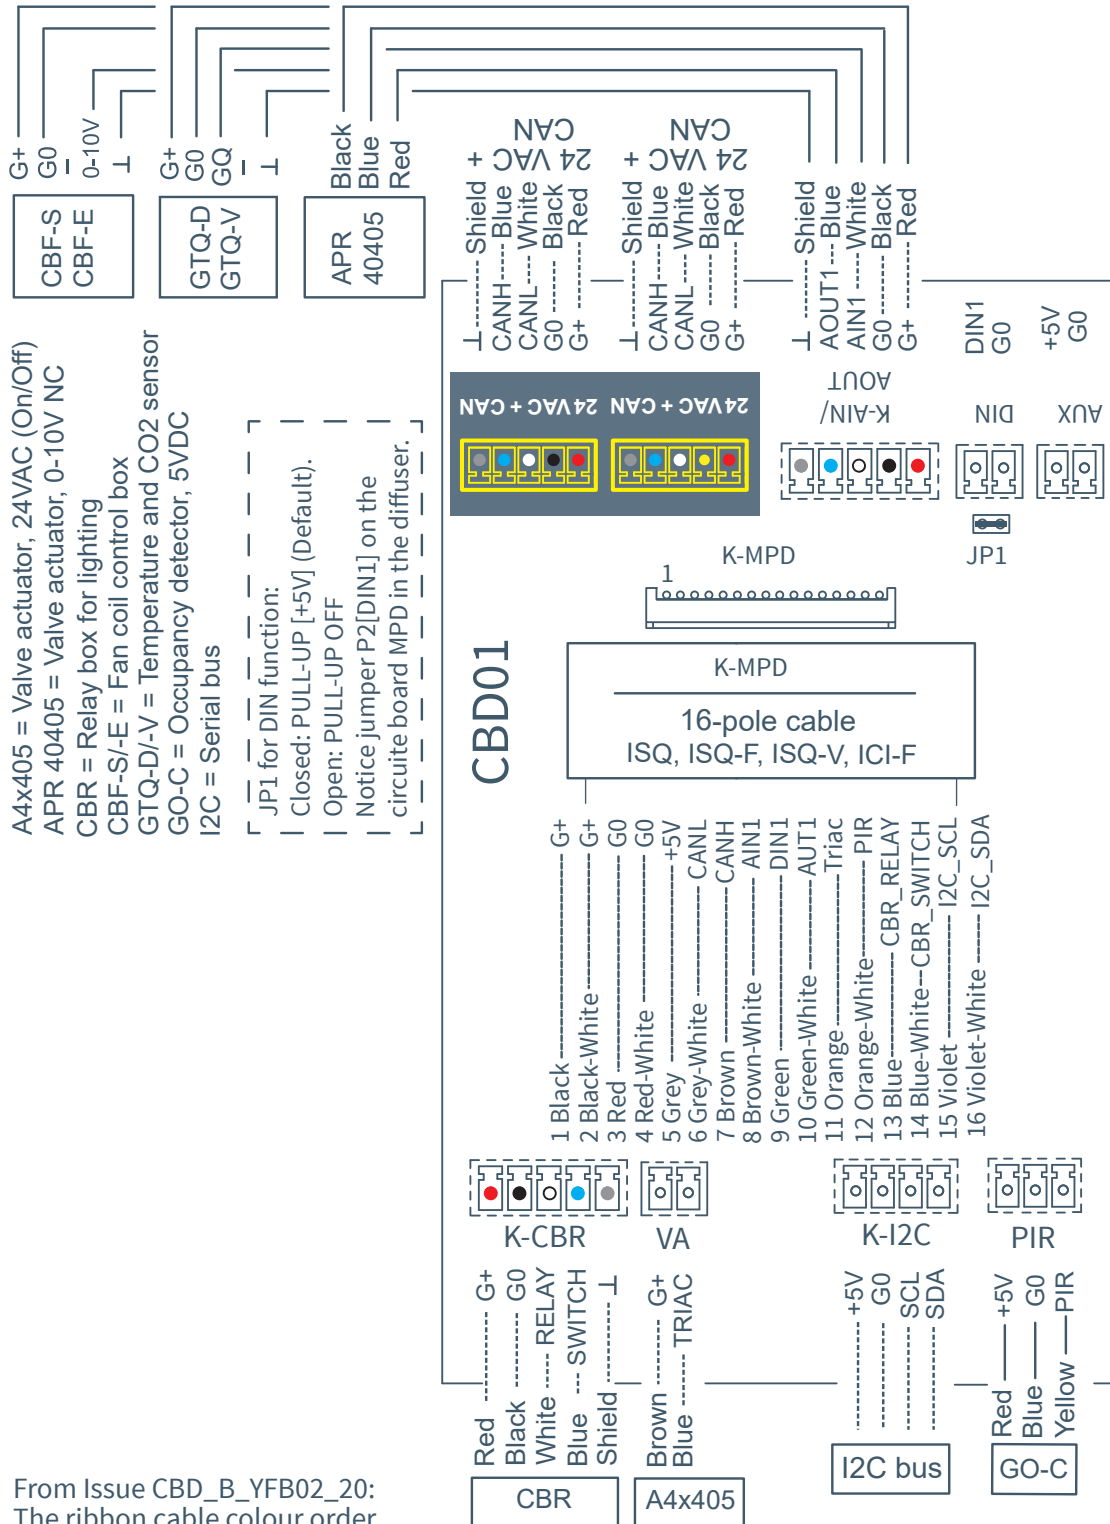 G+
G0
–
0-10V
⊥
CBF-S
CBF-E
G+
G0
GQ
–
⊥
GTQ-D
GTQ-V
Black
Blue
Red
APR
40405
24 VAC +
CAN
24 VAC +
CAN
⊥ Shield
CANH Blue
CANL White
G0 Black
G+ Red
⊥ Shield
CANH Blue
CANL White
G0 Black
G+ Red
⊥ Shield
AOUT1 Blue
AIN1 White
G0 Black
G+ Red
DIN1
G0
+5V
G0
24 VAC + CAN
24 VAC + CAN
K-AIN/
AOUT
DIN
AUX
JP1
A4x405 = Valve actuator, 24VAC (On/Off)
APR 40405 = Valve actuator, 0-10V NC
CBR = Relay box for lighting
CBF-S/-E = Fan coil control box
GTQ-D/-V = Temperature and CO2 sensor
GO-C = Occupancy detector, 5VDC
I2C = Serial bus
JP1 for DIN function:
Closed: PULL-UP [+5V] (Default).
Open: PULL-UP OFF
Notice jumper P2[DIN1] on the
circuite board MPD in the diffuser.
CBD01
K-MPD
1
K-MPD
16-pole cable
ISQ, ISQ-F, ISQ-V, ICI-F
1 Black G+
2 Black-White G+
3 Red G0
4 Red-White G0
5 Grey +5V
6 Grey-White CANL
7 Brown CANH
8 Brown-White AIN1
9 Green DIN1
10 Green-White AUT1
11 Orange Triac
12 Orange-White PIR
13 Blue CBR_RELAY
14 Blue-White CBR_SWITCH
15 Violet I2C_SCL
16 Violet-White I2C_SDA
K-CBR
VA
K-I2C
PIR
Red G+
Black G0
White RELAY
Blue SWITCH
Shield ⊥
Brown G+
Blue TRIAC
+5V
G0
SCL
SDA
Red +5V
Blue G0
Yellow PIR
CBR
A4x405
I2C bus
GO-C
From Issue CBD_B_YFB02_20:
The ribbon cable colour order